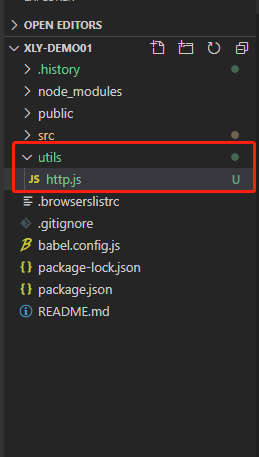 OPEN EDITORS
XLY-DEMO01
.history
node_modules
public
src
utils
JS http.js U
.browserslistrc
.gitignore
babel.config.js
package-lock.json
package.json
README.md